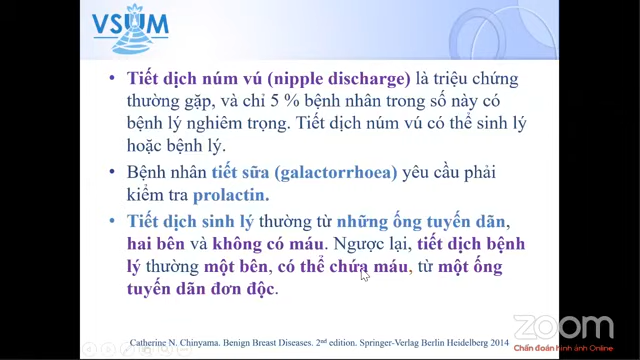 VSUM
• Tiết dịch núm vú (nipple discharge) là triệu chứng
thường gặp, và chỉ 5 % bệnh nhân trong số này có
bệnh lý nghiêm trọng. Tiết dịch núm vú có thể sinh lý
hoặc bệnh lý.
• Bệnh nhân tiết sữa (galactorrhoea) yêu cầu phải
kiểm tra prolactin.
• Tiết dịch sinh lý thường từ những ống tuyến dãn,
hai bên và không có máu. Ngược lại, tiết dịch bệnh
lý thường một bên, có thể chứa máu, từ một ống
tuyến dãn đơn độc.
Catherine N. Chinyama. Benign Breast Diseases. 2nd edition. Springer-Verlag Berlin Heidelberg 2014
zoom
Chẩn đoán hình ảnh Online